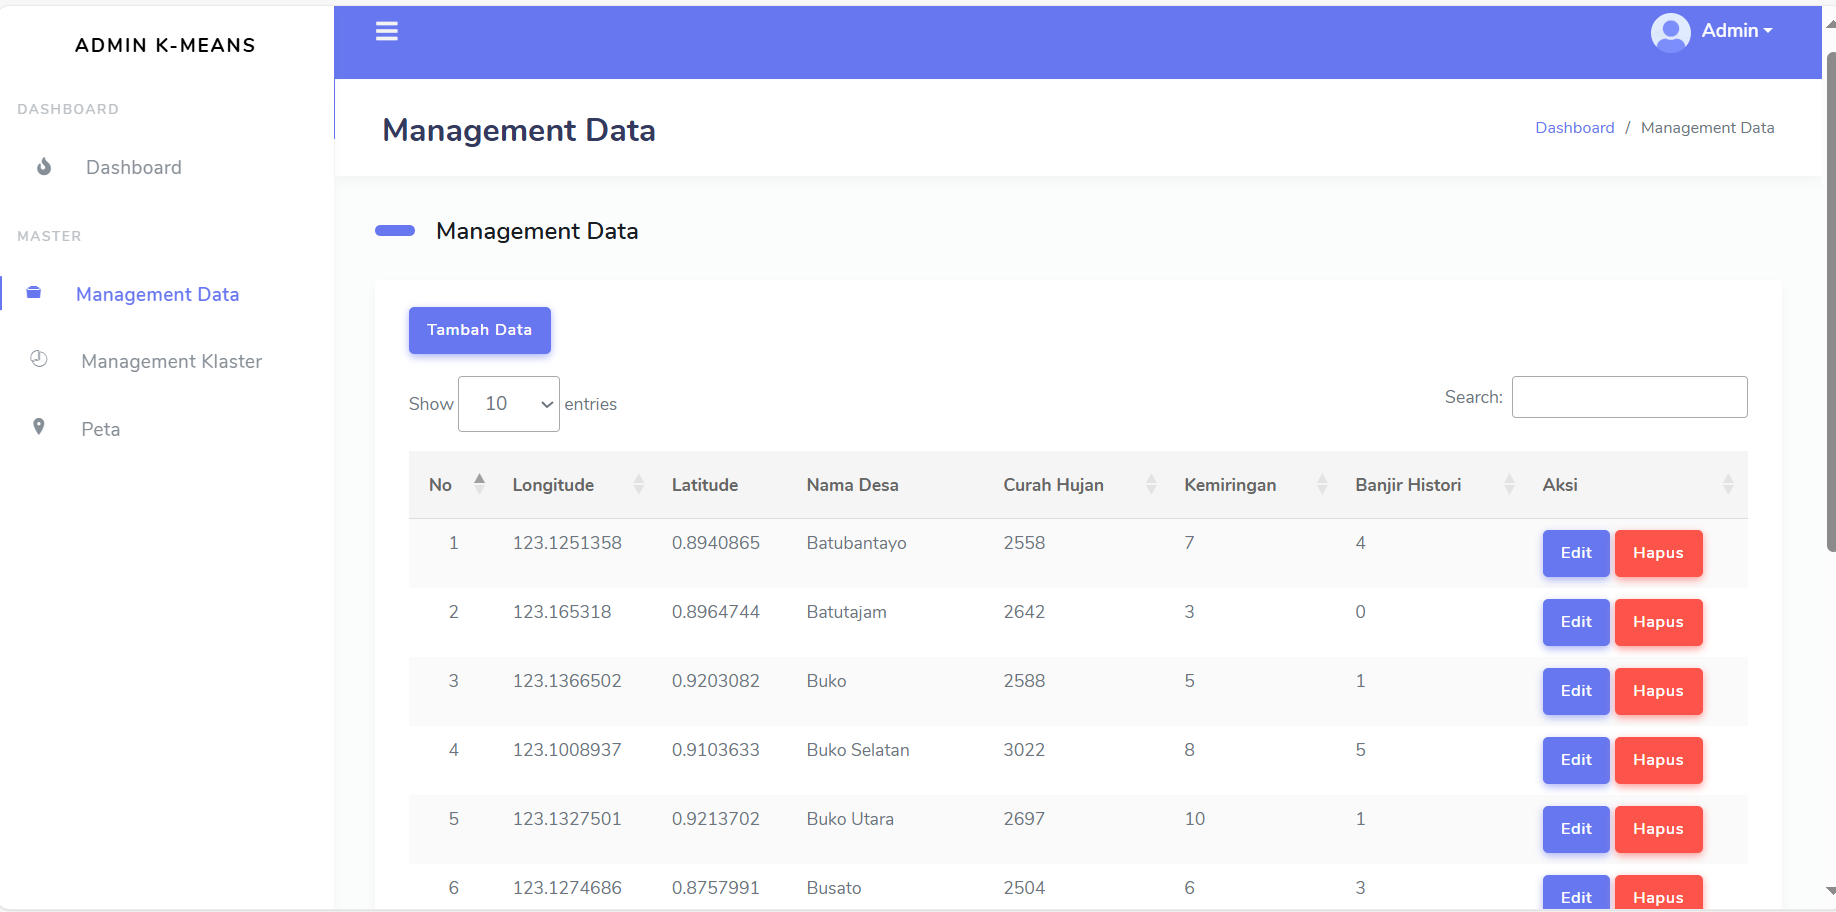 ADMIN K-MEANS
DASHBOARD
Dashboard
MASTER
Management Data
Management Klaster
Peta
Admin
Management Data
Dashboard / Management Data
Management Data
Tambah Data
Show 10 entries
Search:
No Longitude Latitude Nama Desa Curah Hujan Kemiringan Banjir Histori Aksi
1 123.1251358 0.8940865 Batubantayo 2558 7 4 Edit Hapus
2 123.165318 0.8964744 Batutajam 2642 3 0 Edit Hapus
3 123.1366502 0.9203082 Buko 2588 5 1 Edit Hapus
4 123.1008937 0.9103633 Buko Selatan 3022 8 5 Edit Hapus
5 123.1327501 0.9213702 Buko Utara 2697 10 1 Edit Hapus
6 123.1274686 0.8757991 Busato 2504 6 3 Edit Hapus